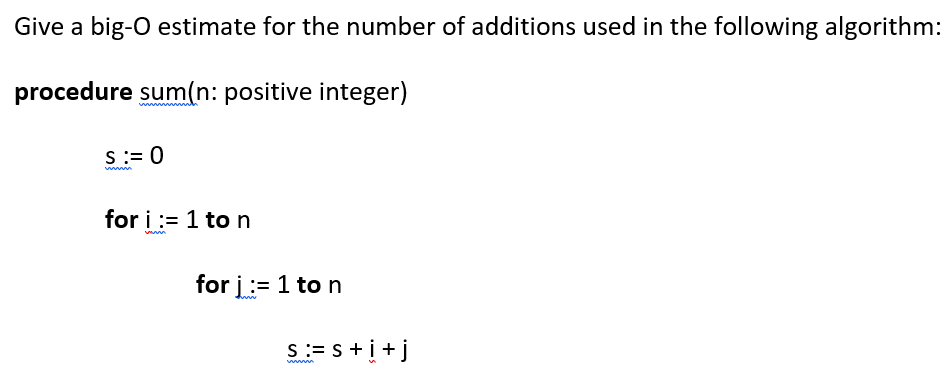 Give a big-O estimate for the number of additions used in the following algorithm:
procedure sum(n: positive integer)
s := 0
for i := 1 to n
for j := 1 to n
s := s + i + j